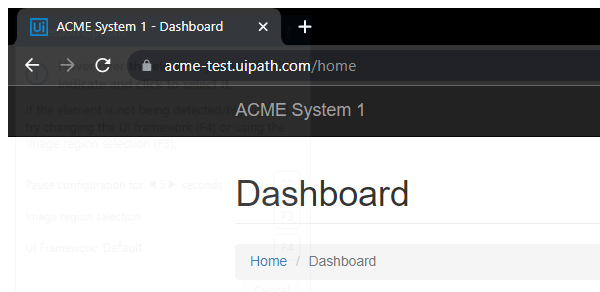 Ui ACME System 1 - Dashboard
acme-test.uipath.com/home
ACME System 1
If the element is not being detected
try changing the UI framework (F4) or using the
image region selection (F3).
Dashboard
Pause configuration for 5 seconds
Image region selection F3
UI Framework: Default F4
Home / Dashboard
Cancel